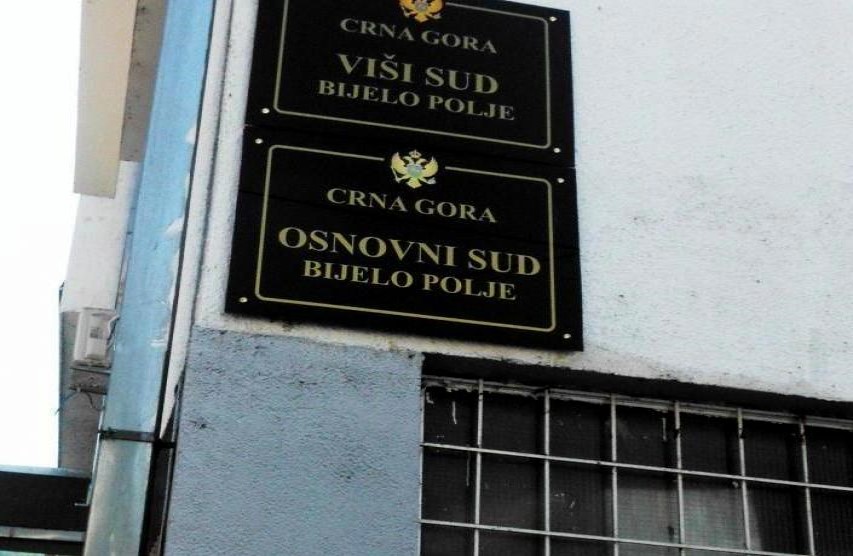 CRNA GORA
VIŠI SUD
BIJELO POLJE
CRNA GORA
OSNOVNI SUD
BIJELO POLJE